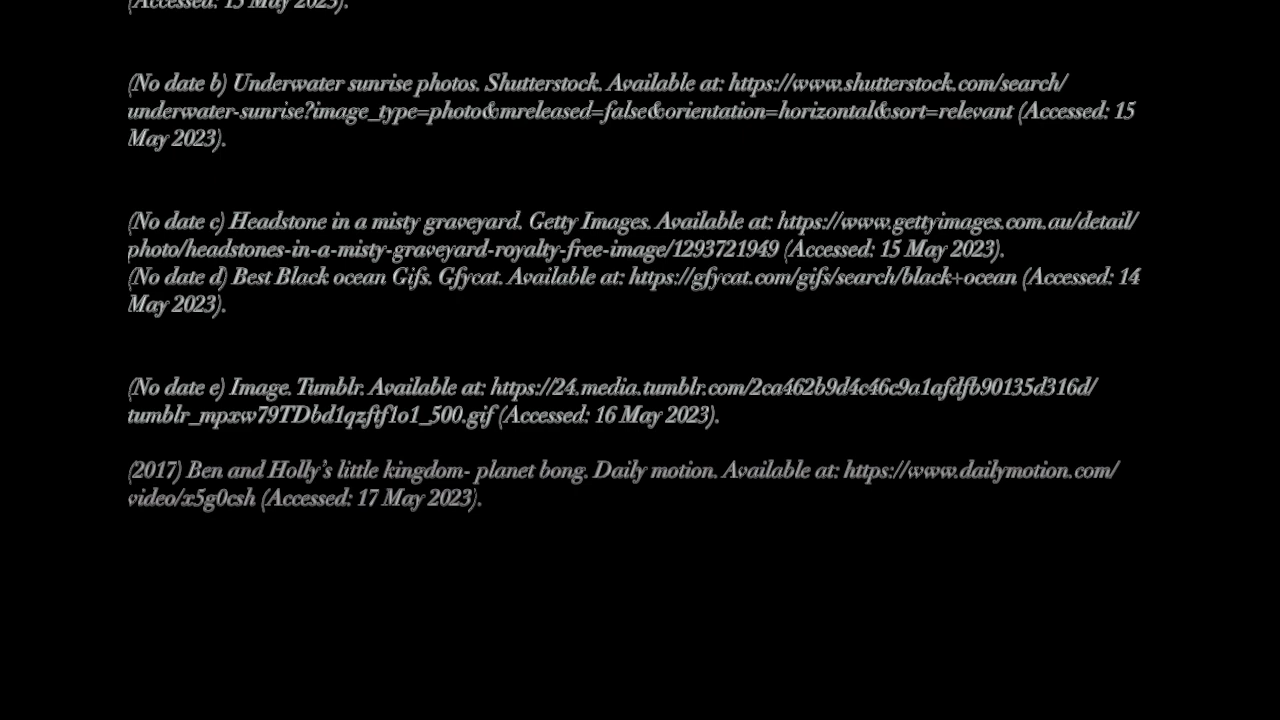 (Accessed: 15 May 2023).
(No date b) Underwater sunrise photos. Shutterstock. Available at: https://www.shutterstock.com/search/
underwater-sunrise?image_type=photo&mreleased=false&orientation=horizontal&sort=relevant (Accessed: 15
May 2023).
(No date c) Headstone in a misty graveyard. Getty Images. Available at: https://www.gettyimages.com.au/detail/
photo/headstones-in-a-misty-graveyard-royalty-free-image/1293721949 (Accessed: 15 May 2023).
(No date d) Best Black ocean Gifs. Gfycat. Available at: https://gfycat.com/gifs/search/black+ocean (Accessed: 14
May 2023).
(No date e) Image. Tumblr. Available at: https://24.media.tumblr.com/2ca462b9d4c46c9a1afdfb90135d316d/
tumblr_mpxw79TDbd1qzftf1o1_500.gif (Accessed: 16 May 2023).
(2017) Ben and Holly's little kingdom- planet bong. Daily motion. Available at: https://www.dailymotion.com/
video/x5g0csh (Accessed: 17 May 2023).